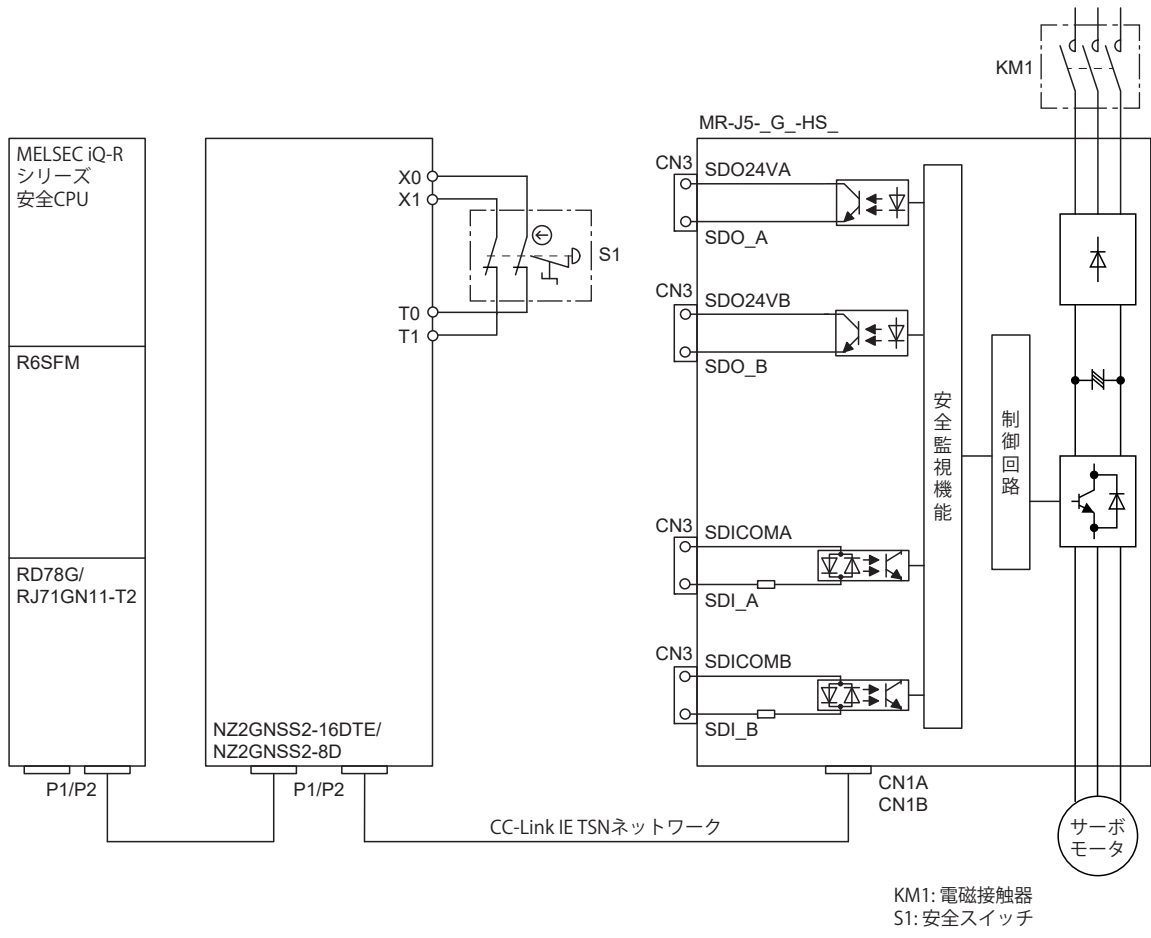 KM1
MELSEC iQ-R
シリーズ
安全CPU
R6SFM
RD78G/
RJ71GN11-T2
P1/P2
X0
X1
S1
T0
T1
NZ2GNSS2-16DTE/
NZ2GNSS2-8D
P1/P2
MR-J5-_G_-HS_
CN3
SDO24VA
SDO_A
CN3
SDO24VB
SDO_B
CN3
SDICOMA
SDI_A
CN3
SDICOMB
SDI_B
安全監視機能
制御回路
CN1A
CN1B
CC-Link IE TSNネットワーク
サーボ
モータ
KM1: 電磁接触器
S1: 安全スイッチ